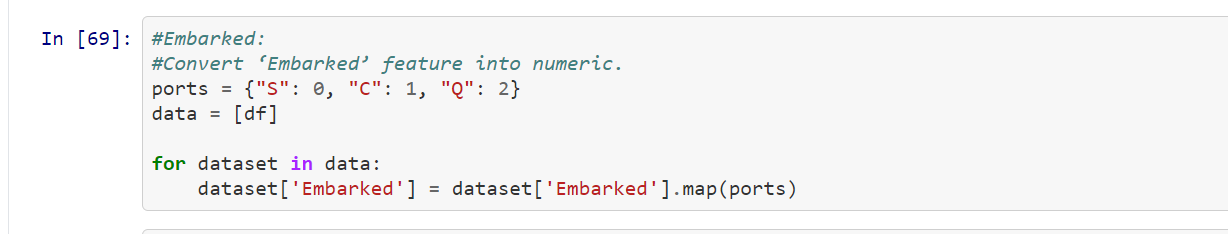 In [69]: #Embarked:
#Convert ‘Embarked’ feature into numeric.
ports = {"S": 0, "C": 1, "Q": 2}
data = [df]
for dataset in data:
    dataset['Embarked'] = dataset['Embarked'].map(ports)